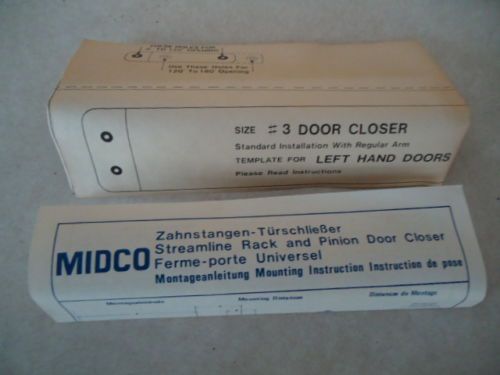 Use These Holes For
120 To 180 Opening
SIZE #3 DOOR CLOSER
Standard Installation With Regular Arm
TEMPLATE FOR LEFT HAND DOORS
Please Read Instructions
MIDCO
Zahnstangen-Türschließer
Streamline Rack and Pinion Door Closer
Ferme-porte Universel
Montageanleitung Mounting Instruction Instruction de pose
Mounting Distance
Distance de Montage